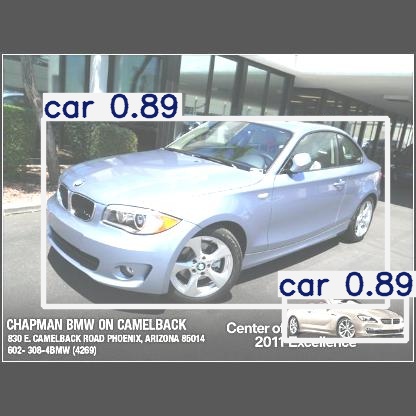 car 0.89
car 0.89
CHAPMAN BMW ON CAMELBACK
830 E. CAMELBACK ROAD PHOENIX, ARIZONA 85014
602- 308-4BMW (4269)
Center of
2011 Excellence